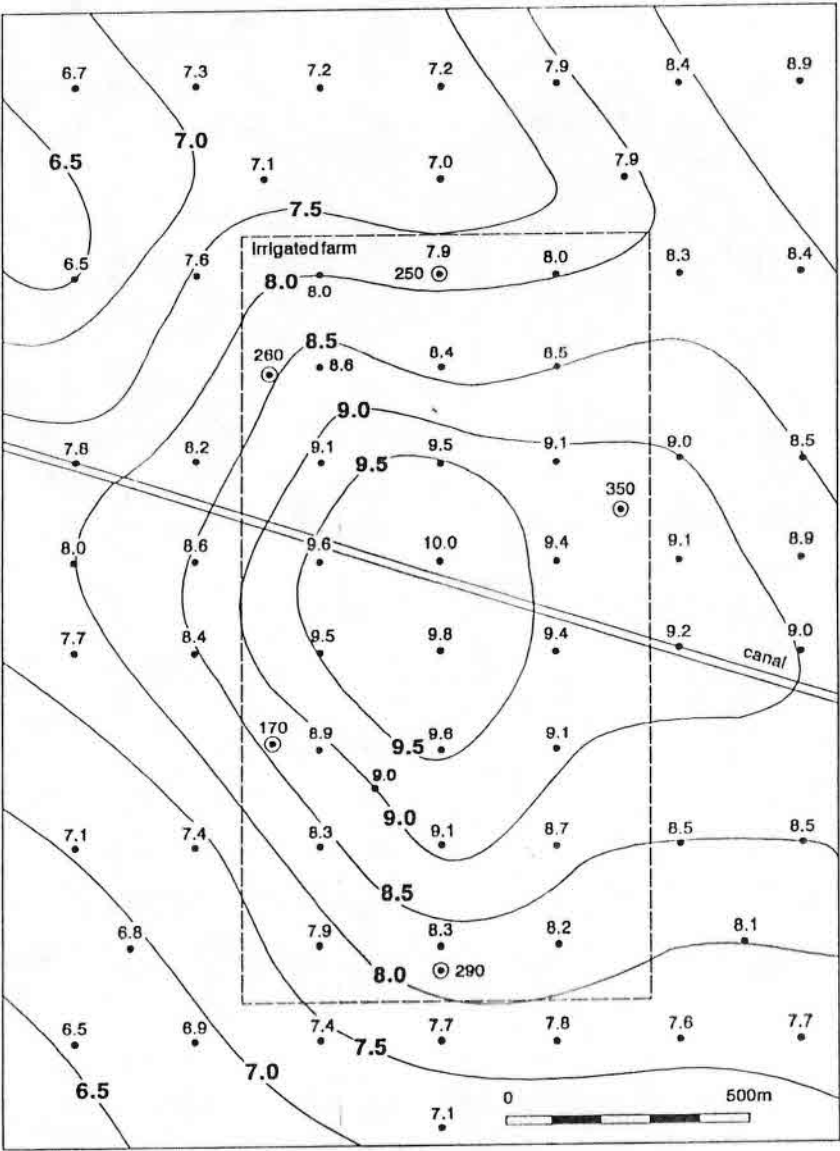 6.7 7.3 7.2 7.2 7.9 8.4 8.9
7.0
6.5 7.1 7.0 7.9
7.5
Irrigated farm 7.9
6.5 7.6 250 8.0 8.3 8.4
8.0 8.0
8.5
260 8.6 8.4 8.5
9.0
7.8 8.2 9.1 9.5 9.1 9.0 8.5
9.5
350
8.0 8.6 9.6 10.0 9.4 9.1 8.9
7.7 8.4 9.5 9.8 9.4 9.2 canal 9.0
170 8.9 9.5 9.6 9.1
9.0
9.0
7.1 7.4 8.3 9.1 8.7 8.5 8.5
8.5
6.8 7.9 8.3 8.2 8.1
8.0 290
6.5 6.9 7.4 7.7 7.8 7.6 7.7
7.5
7.0
6.5 0 500m
7.1